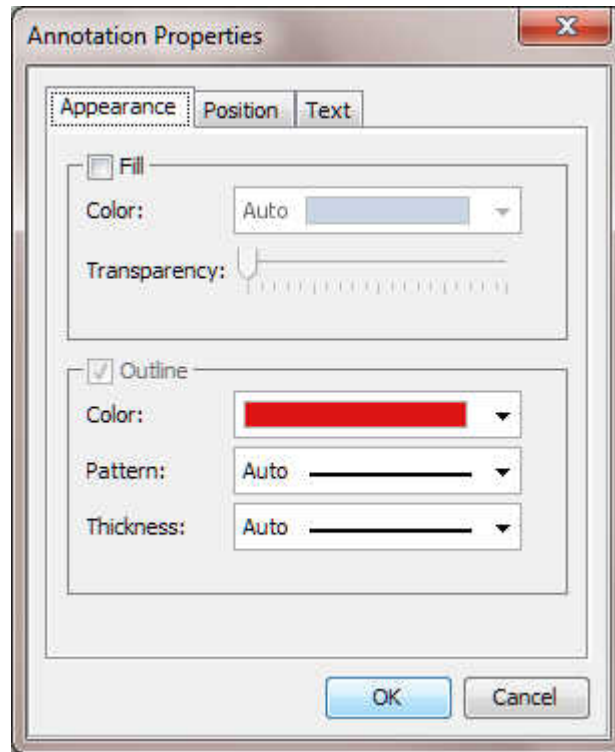 Annotation Properties
Appearance Position Text
Fill
Color: Auto
Transparency:
Outline
Color:
Pattern: Auto
Thickness: Auto
OK Cancel